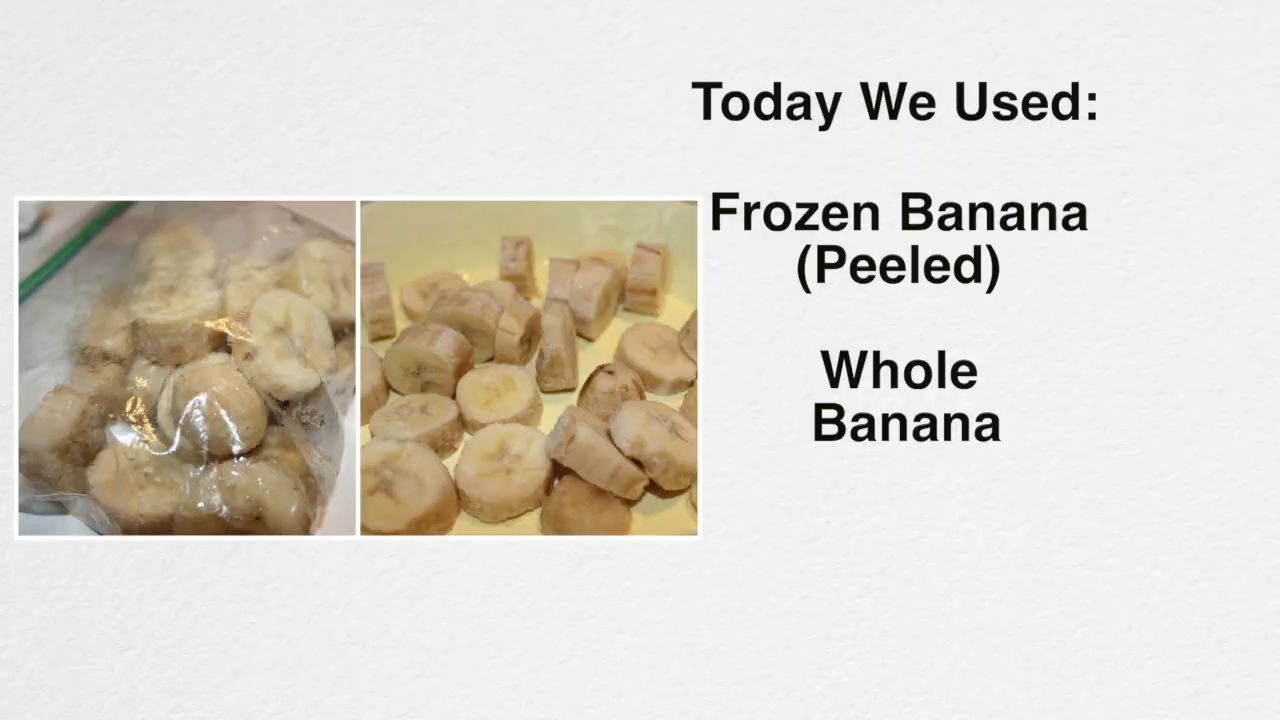 Today We Used:
Frozen Banana
(Peeled)
Whole
Banana